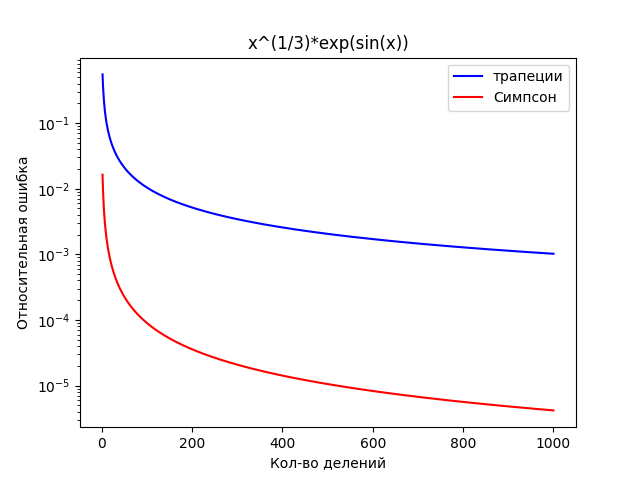 x^(1/3)*exp(sin(x))
трапеции
Симпсон
10⁻¹
10⁻²
10⁻³
10⁻⁴
10⁻⁵
Относительная ошибка
0 200 400 600 800 1000
Кол-во делений